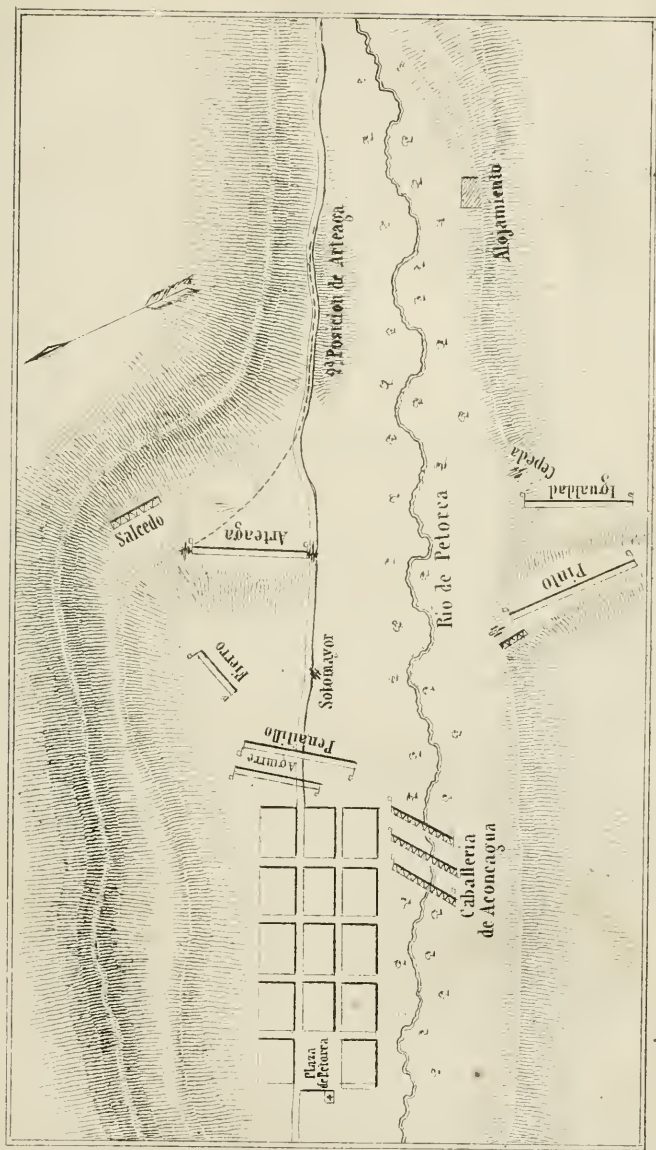 2ª Posicion de Arteaga
Alojamiento
Salcedo
Arteaga
Cepeda
Igualdad
Fierro
Sotomayor
Rio de Petorca
Pinto
Penailillo
Aguirre
Caballeria
de Aconcagua
Plaza
de Petorca